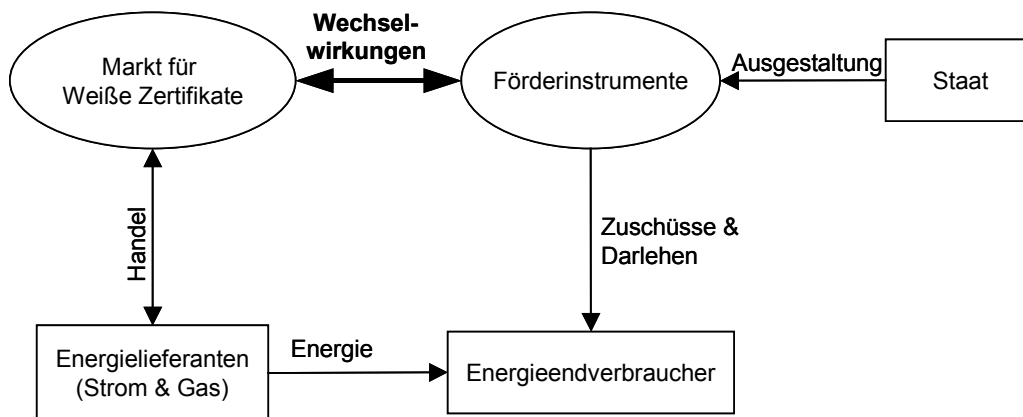 Wechsel-
wirkungen
Markt für
Weiße Zertifikate
Förderinstrumente
Ausgestaltung
Staat
Handel
Zuschüsse &
Darlehen
Energielieferanten
(Strom & Gas)
Energie
Energieendverbraucher